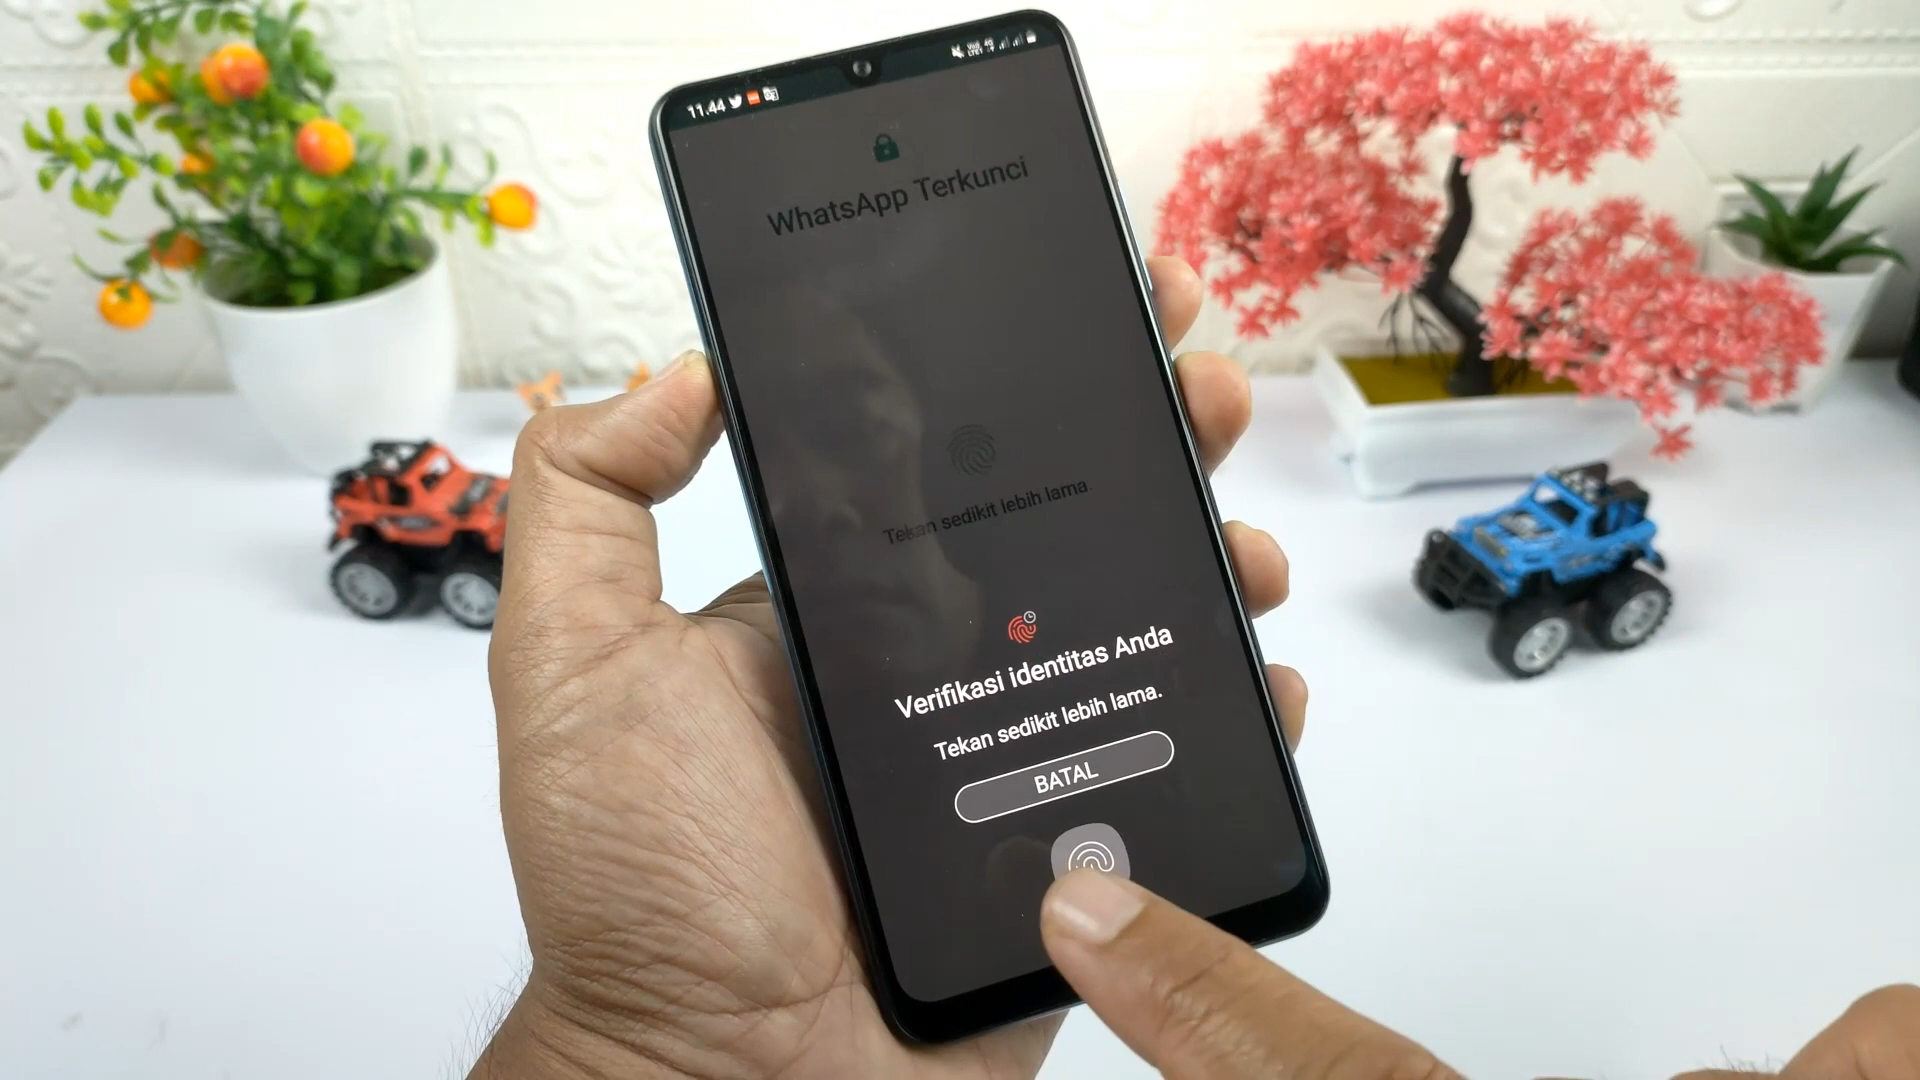 11.44
WhatsApp Terkunci
Tekan sedikit lebih lama.
Verifikasi identitas Anda
Tekan sedikit lebih lama.
BATAL